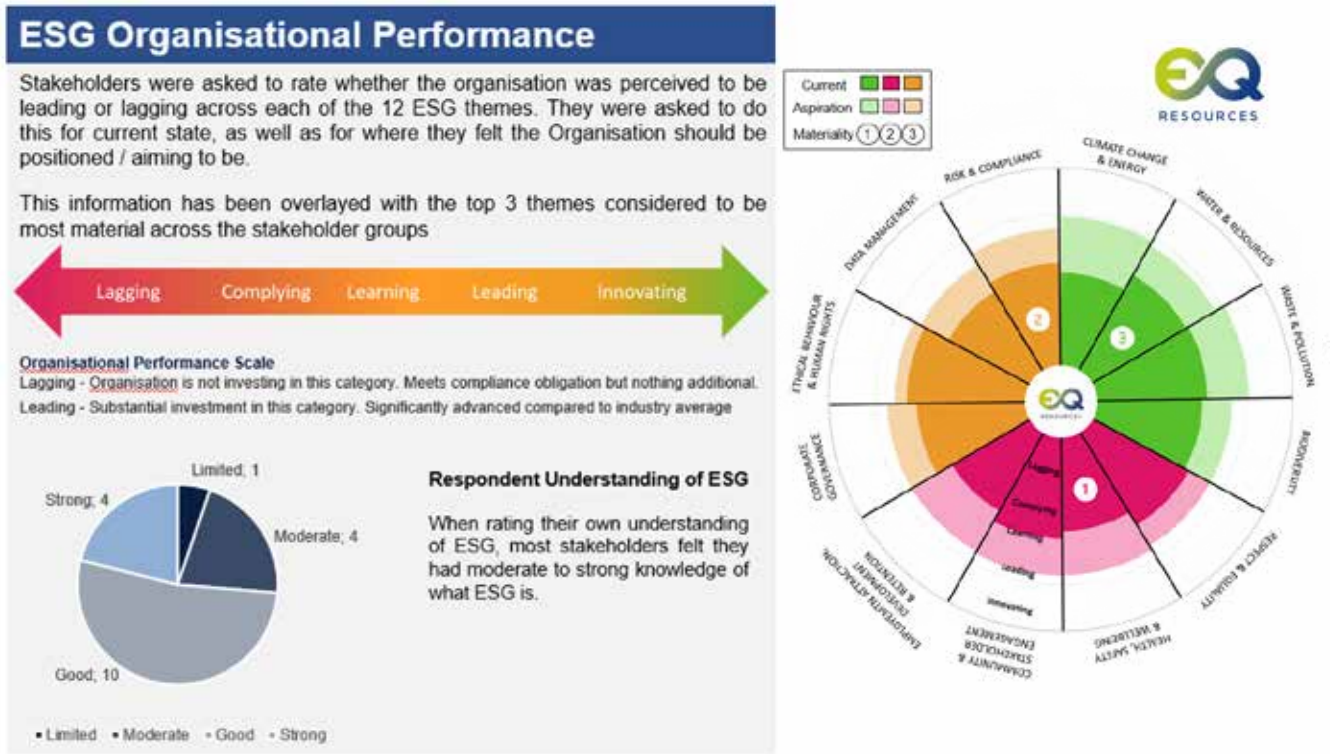 ESG Organisational Performance
Stakeholders were asked to rate whether the organisation was perceived to be
leading or lagging across each of the 12 ESG themes. They were asked to do
this for current state, as well as for where they felt the Organisation should be
positioned / aiming to be.
This information has been overlayed with the top 3 themes considered to be
most material across the stakeholder groups
Lagging Complying Learning Leading Innovating
Organisational Performance Scale
Lagging - Organisation is not investing in this category. Meets compliance obligation but nothing additional.
Leading - Substantial investment in this category. Significantly advanced compared to industry average
Limited; 1
Strong; 4
Moderate; 4
Good; 10
Limited Moderate Good Strong
Respondent Understanding of ESG
When rating their own understanding
of ESG, most stakeholders felt they
had moderate to strong knowledge of
what ESG is.
Current
Aspiration
Materiality 1 2 3
EQ
RESOURCES
CLIMATE CHANGE
& ENERGY
WATER & RESOURCES
WASTE & POLLUTION
BIODIVERSITY
RESPECT & EQUALITY
HEALTH, SAFETY
& WELLBEING
COMMUNITY &
STAKEHOLDER
ENGAGEMENT
EMPLOYEMTN ATTRACTION,
DEVELOPMENT
& RETENTION
CORPORATE
GOVERNANCE
ETHICAL BEHAVIOUR
& HUMAN RIGHTS
DATA MANAGEMENT
RISK & COMPLIANCE
2
3
EQ
RESOURCES
1
Lagging
Complying
Learning
Leading